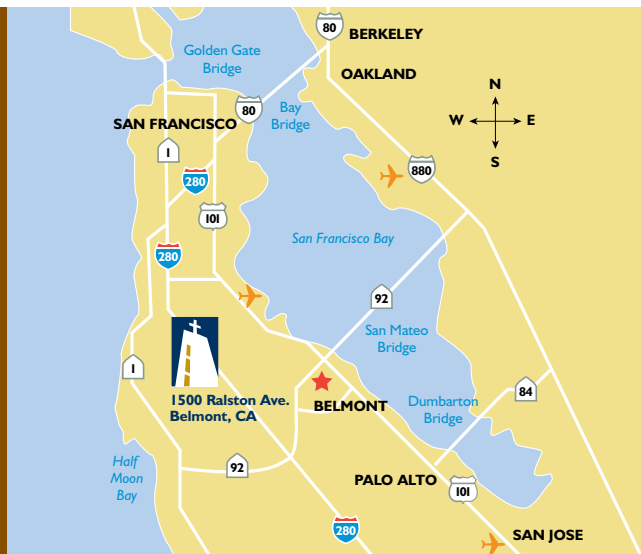 80
BERKELEY
Golden Gate
Bridge
OAKLAND
N
80
Bay
Bridge
W
E
SAN FRANCISCO
S
1
880
280
101
San Francisco Bay
280
92
San Mateo
Bridge
1
1500 Ralston Ave.
Belmont, CA
BELMONT
Dumbarton
Bridge
84
Half
Moon
Bay
92
PALO ALTO
101
280
SAN JOSE